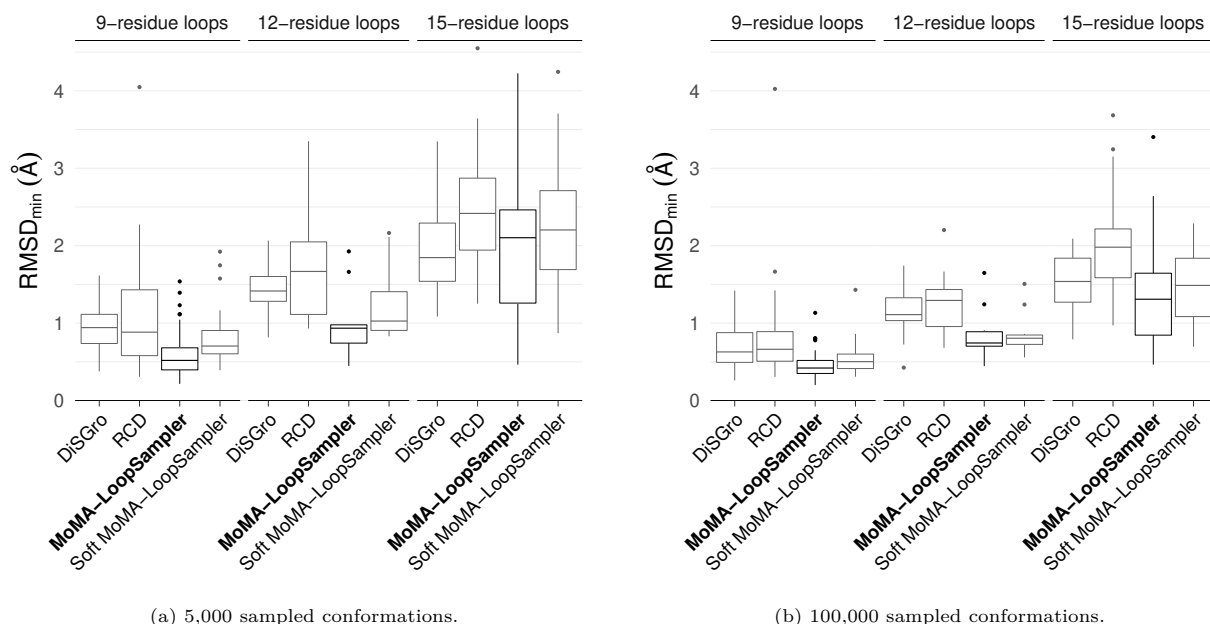 9−residue loops 12−residue loops 15−residue loops
RMSDmin (Å)
4
3
2
1
0
DiSGro
RCD
MoMA−LoopSampler
Soft MoMA−LoopSampler
DiSGro
RCD
MoMA−LoopSampler
Soft MoMA−LoopSampler
DiSGro
RCD
MoMA−LoopSampler
Soft MoMA−LoopSampler
(a) 5,000 sampled conformations.
9−residue loops 12−residue loops 15−residue loops
RMSDmin (Å)
4
3
2
1
0
DiSGro
RCD
MoMA−LoopSampler
Soft MoMA−LoopSampler
DiSGro
RCD
MoMA−LoopSampler
Soft MoMA−LoopSampler
DiSGro
RCD
MoMA−LoopSampler
Soft MoMA−LoopSampler
(b) 100,000 sampled conformations.